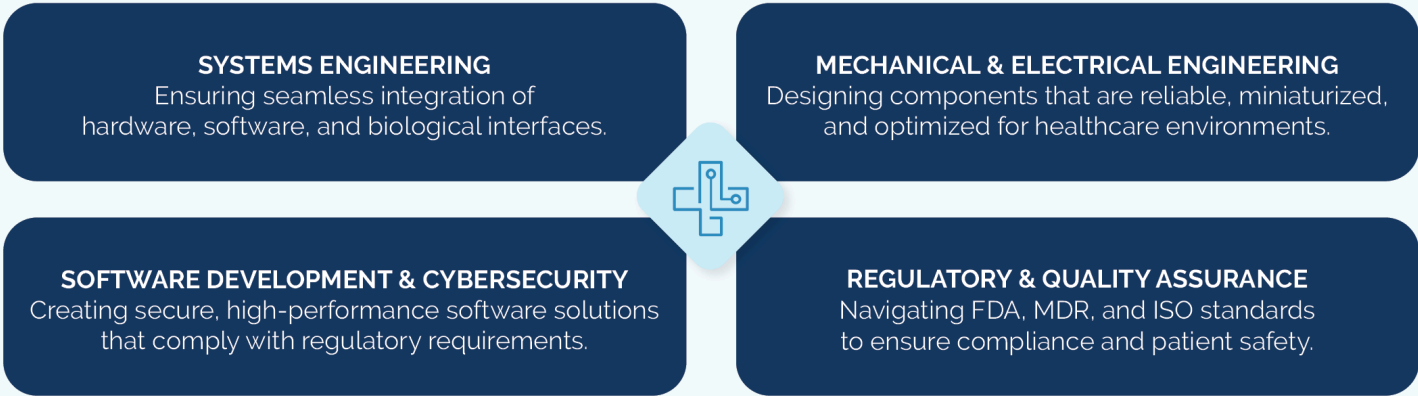 SYSTEMS ENGINEERING
Ensuring seamless integration of
hardware, software, and biological interfaces.
MECHANICAL & ELECTRICAL ENGINEERING
Designing components that are reliable, miniaturized,
and optimized for healthcare environments.
SOFTWARE DEVELOPMENT & CYBERSECURITY
Creating secure, high-performance software solutions
that comply with regulatory requirements.
REGULATORY & QUALITY ASSURANCE
Navigating FDA, MDR, and ISO standards
to ensure compliance and patient safety.